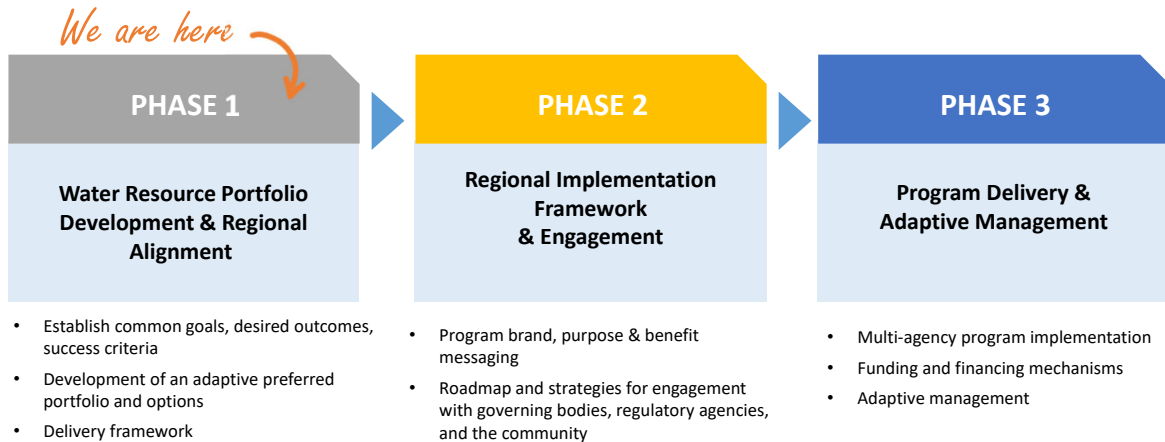 We are here
PHASE 1
Water Resource Portfolio
Development & Regional
Alignment
• Establish common goals, desired outcomes,
success criteria
• Development of an adaptive preferred
portfolio and options
• Delivery framework
PHASE 2
Regional Implementation
Framework
& Engagement
• Program brand, purpose & benefit
messaging
• Roadmap and strategies for engagement
with governing bodies, regulatory agencies,
and the community
PHASE 3
Program Delivery &
Adaptive Management
• Multi-agency program implementation
• Funding and financing mechanisms
• Adaptive management